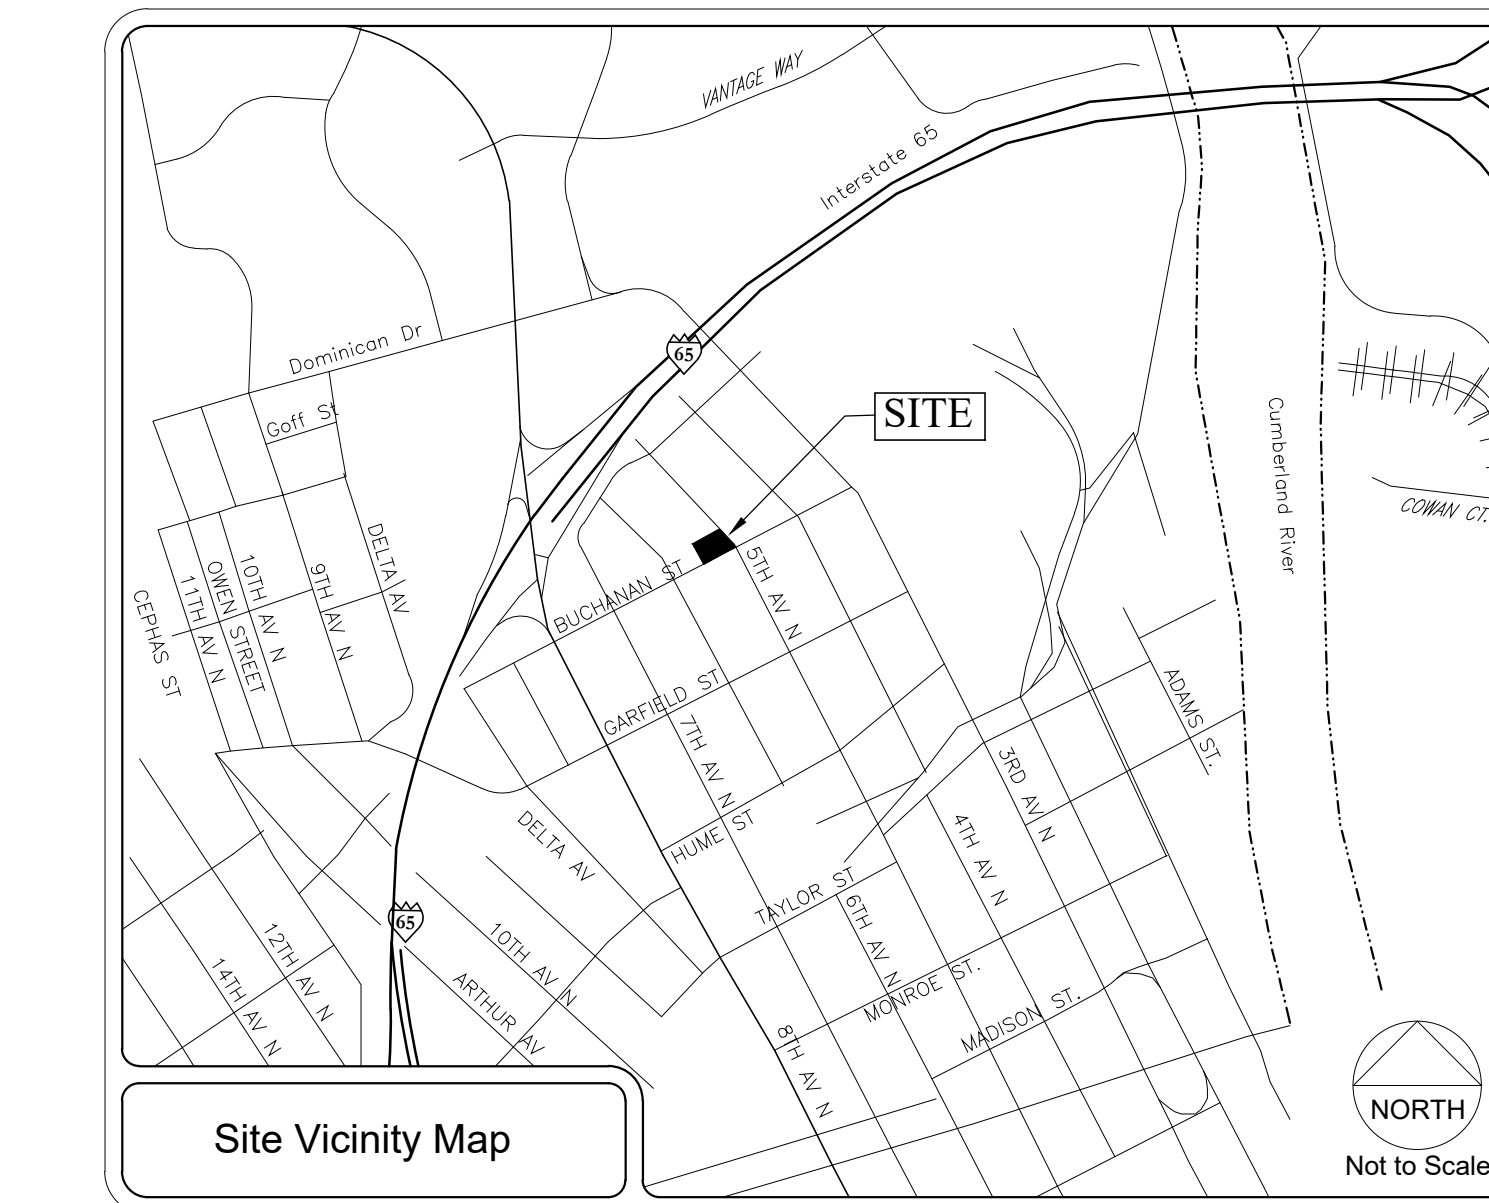 VANTAGE WAY
Interstate 65
65
Dominican Dr
Goff St
SITE
Cumberland River
COWAN CT.
CEPHAS ST
11TH AV N
OWEN STREET
10TH AV N
9TH AV N
DELTA AV
BUCHANAN ST
5TH AV N
GARFIELD ST
7TH AV N
ADAMS ST.
3RD AV N
HUME ST
DELTA AV
4TH AV N
TAYLOR ST
6TH AV N
65
10TH AV N
12TH AV N
14TH AV N
ARTHUR AV
MONROE ST.
MADISON ST.
8TH AV N
NORTH
Not to Scale
Site Vicinity Map